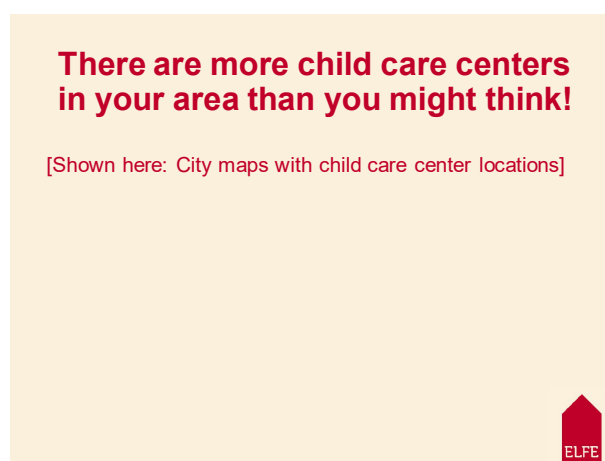 There are more child care centers
in your area than you might think!
[Shown here: City maps with child care center locations]
ELFE